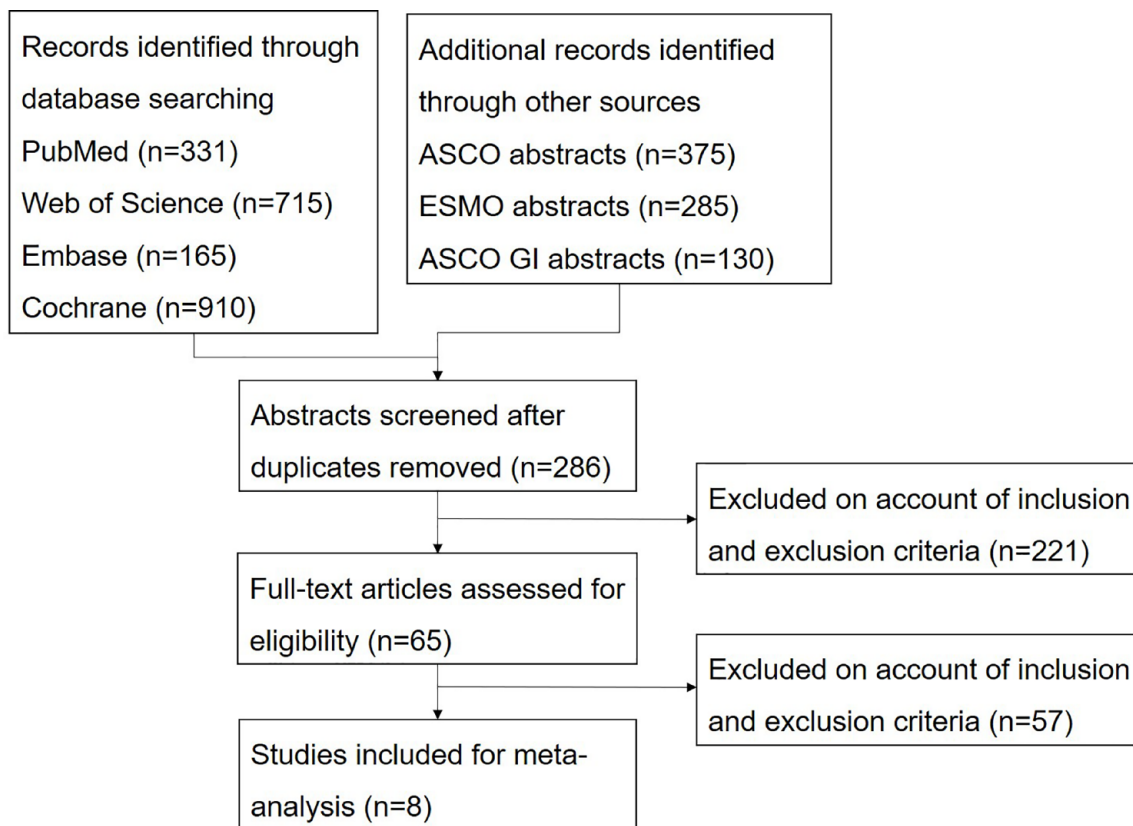 Records identified through
database searching
PubMed (n=331)
Web of Science (n=715)
Embase (n=165)
Cochrane (n=910)
Additional records identified
through other sources
ASCO abstracts (n=375)
ESMO abstracts (n=285)
ASCO GI abstracts (n=130)
Abstracts screened after
duplicates removed (n=286)
Excluded on account of inclusion
and exclusion criteria (n=221)
Full-text articles assessed for
eligibility (n=65)
Excluded on account of inclusion
and exclusion criteria (n=57)
Studies included for meta-
analysis (n=8)